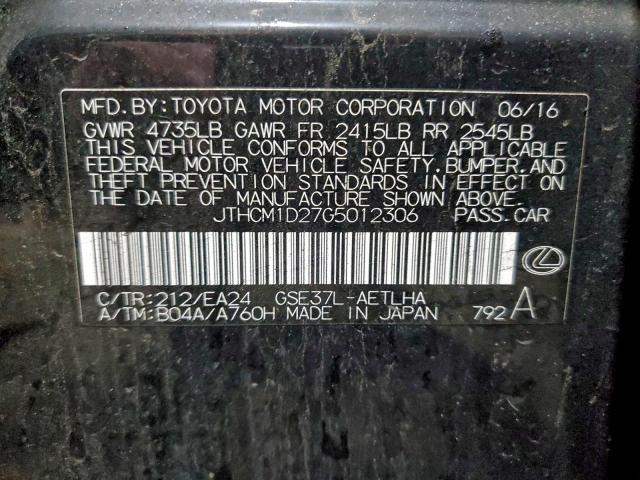 MFD.BY:TOYOTA MOTOR CORPORATION 06/16
GVWR 4735LB GAWR FR 2415LB RR 2545LB
THIS VEHICLE CONFORMS TO ALL APPLICABLE
FEDERAL MOTOR VEHICLE SAFETY,BUMPER,AND
THEFT PREVENTION STANDARDS IN EFFECT ON
THE DATE OF MANUFACTURE SHOWN ABOVE.
JTHCM1D27G5012306 PASS.CAR
C/TR:212/EA24 GSE37L-AETLHA
A/TM:B04A/A760H MADE IN JAPAN 792 A